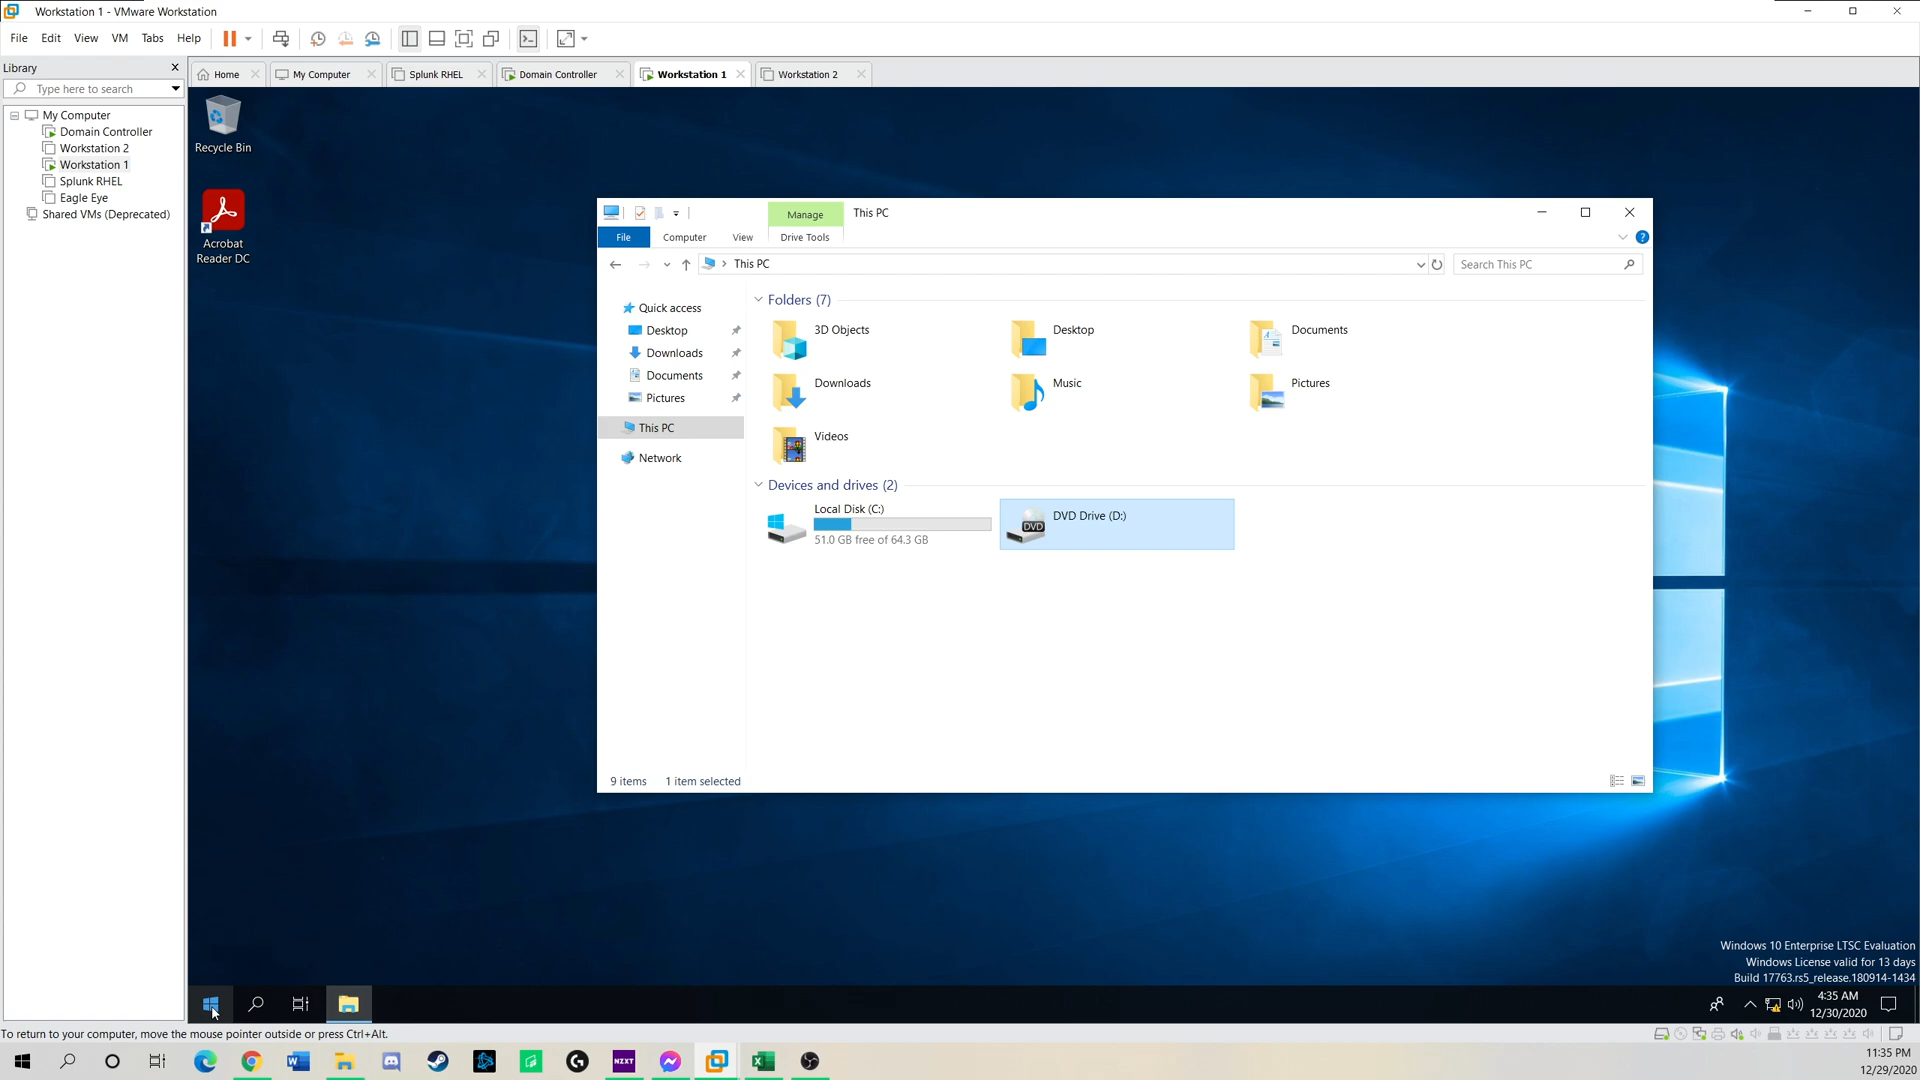 Workstation 1 - VMware Workstation
File Edit View VM Tabs Help
Library
Type here to search
My Computer
Domain Controller
Workstation 2
Workstation 1
Splunk RHEL
Eagle Eye
Shared VMs (Deprecated)
Home
My Computer
Splunk RHEL
Domain Controller
Workstation 1
Workstation 2
Recycle Bin
Acrobat
Reader DC
Manage
This PC
File
Computer
View
Drive Tools
This PC
Search This PC
Quick access
Desktop
Downloads
Documents
Pictures
This PC
Network
Folders (7)
3D Objects
Desktop
Documents
Downloads
Music
Pictures
Videos
Devices and drives (2)
Local Disk (C:)
51.0 GB free of 64.3 GB
DVD
DVD Drive (D:)
9 items
1 item selected
Windows 10 Enterprise LTSC Evaluation
Windows License valid for 13 days
Build 17763.rs5_release.180914-1434
4:35 AM
12/30/2020
To return to your computer, move the mouse pointer outside or press Ctrl+Alt.
NZXT
11:35 PM
12/29/2020